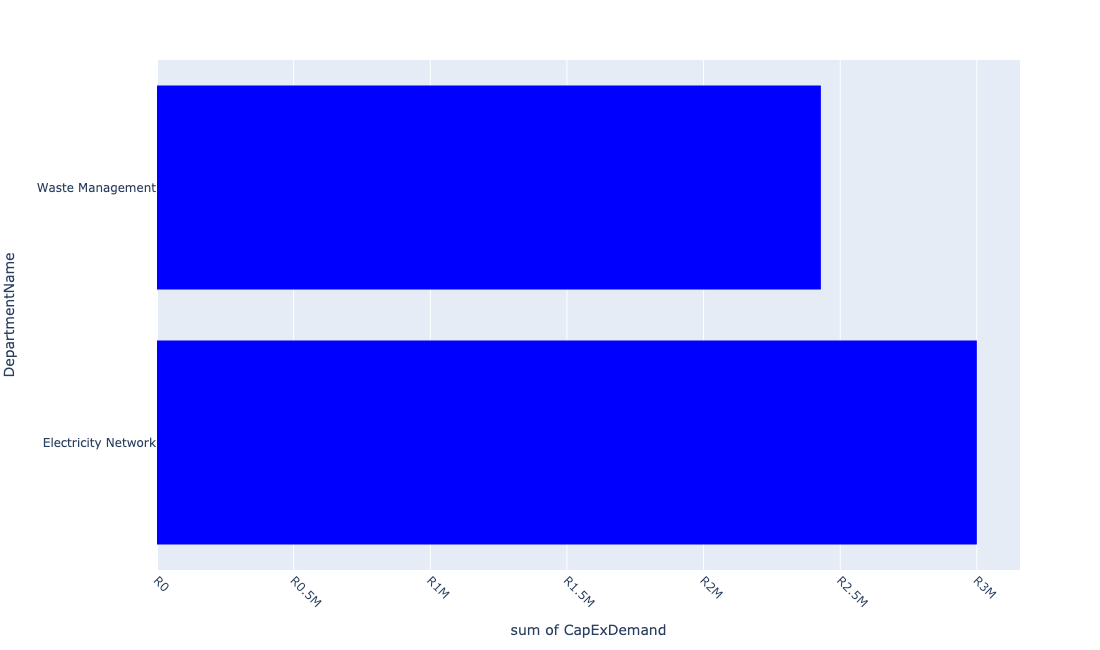 DepartmentName
Waste Management
Electricity Network
R0
R0.5M
R1M
R1.5M
R2M
R2.5M
R3M
sum of CapExDemand